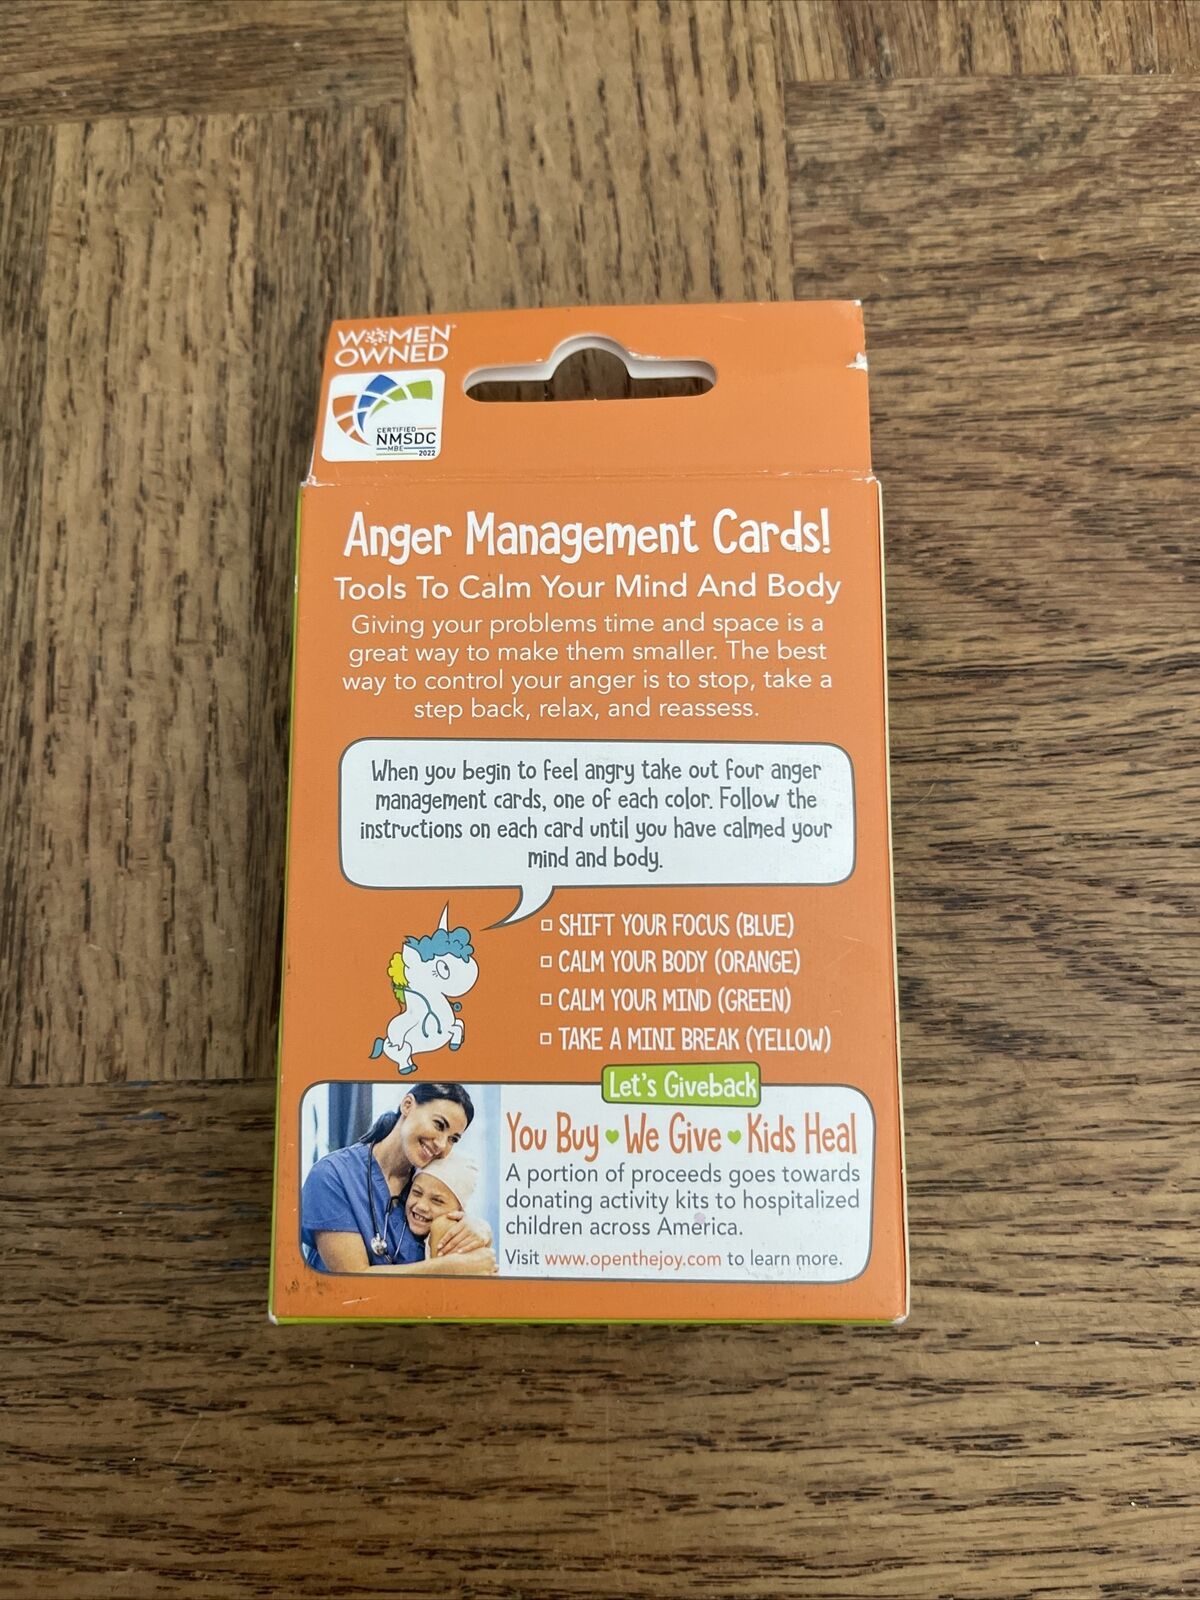 WOMEN
OWNED
CERTIFIED
NMSDC
MBE
2022
Anger Management Cards!
Tools To Calm Your Mind And Body
Giving your problems time and space is a
great way to make them smaller. The best
way to control your anger is to stop, take a
step back, relax, and reassess.
When you begin to feel angry take out four anger
management cards, one of each color. Follow the
instructions on each card until you have calmed your
mind and body.
SHIFT YOUR FOCUS (BLUE)
CALM YOUR BODY (ORANGE)
CALM YOUR MIND (GREEN)
TAKE A MINI BREAK (YELLOW)
Let's Giveback
You Buy We Give Kids Heal
A portion of proceeds goes towards
donating activity kits to hospitalized
children across America.
Visit www.openthejoy.com to learn more.